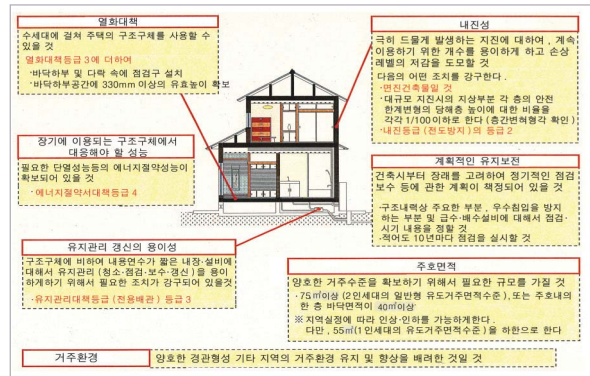 열화대책
수세대에 걸쳐 주택의 구조구체를 사용할 수
있을 것
열화대책등급 3에 더하여
·바닥하부 및 다락 속에 점검구 설치
·바닥하부공간에 330mm 이상의 유효높이 확보
장기에 이용되는 구조구체에서
대응해야 할 성능
필요한 단열성능등의 에너지절약성능이
확보되어 있을 것
·에너지절약서대책등급 4
유지관리 갱신의 용이성
구조구체에 비하여 내용연수가 짧은 내장·설비에
대해서 유지관리 (청소·점검·보수·갱신)을 용이
하게하기 위해서 필요한 조치가 강구되어 있을것
·유지관리대책등급 (전용배관) 등급 3
내진성
극히 드물게 발생하는 지진에 대하여, 계속
이용하기 위한 개수를 용이하게 하고 손상
레벨의 저감을 도모할 것
다음의 어떤 조치를 강구한다.
·면진건축물일 것
·대규모 지진시의 지상부분 각 층의 안전
한계변형의 당해층 높이에 대한 비율을
각각 1/100이하로 한다 (층간변형각 확인)
·내진등급 (전도방지)의 등급 2
계획적인 유지보전
건축시부터 장래를 고려하여 정기적인 점검
보수 등에 관한 계획이 책정되어 있을 것
·구조내력상 주요한 부분, 우수침입을 방지
하는 부분 및 급수·배수설비에 대해서 점검·
시기 내용을 정할 것
·적어도 10년마다 점검을 실시할 것
주호면적
양호한 거주수준을 확보하기 위해서 필요한 규모를 가질 것
·75㎡이상 (2인세대의 일반형 유도거주면적수준), 또는 주호내의
한 층 바닥면적이 40㎡이상
※ 지역실정에 따라 인상·인하를 가능하게한다.
다만, 55㎡(1인세대의 유도거주면적수준)을 하한으로 한다
거주환경
양호한 경관형성 기타 지역의 거주환경 유지 및 향상을 배려한 것일 것